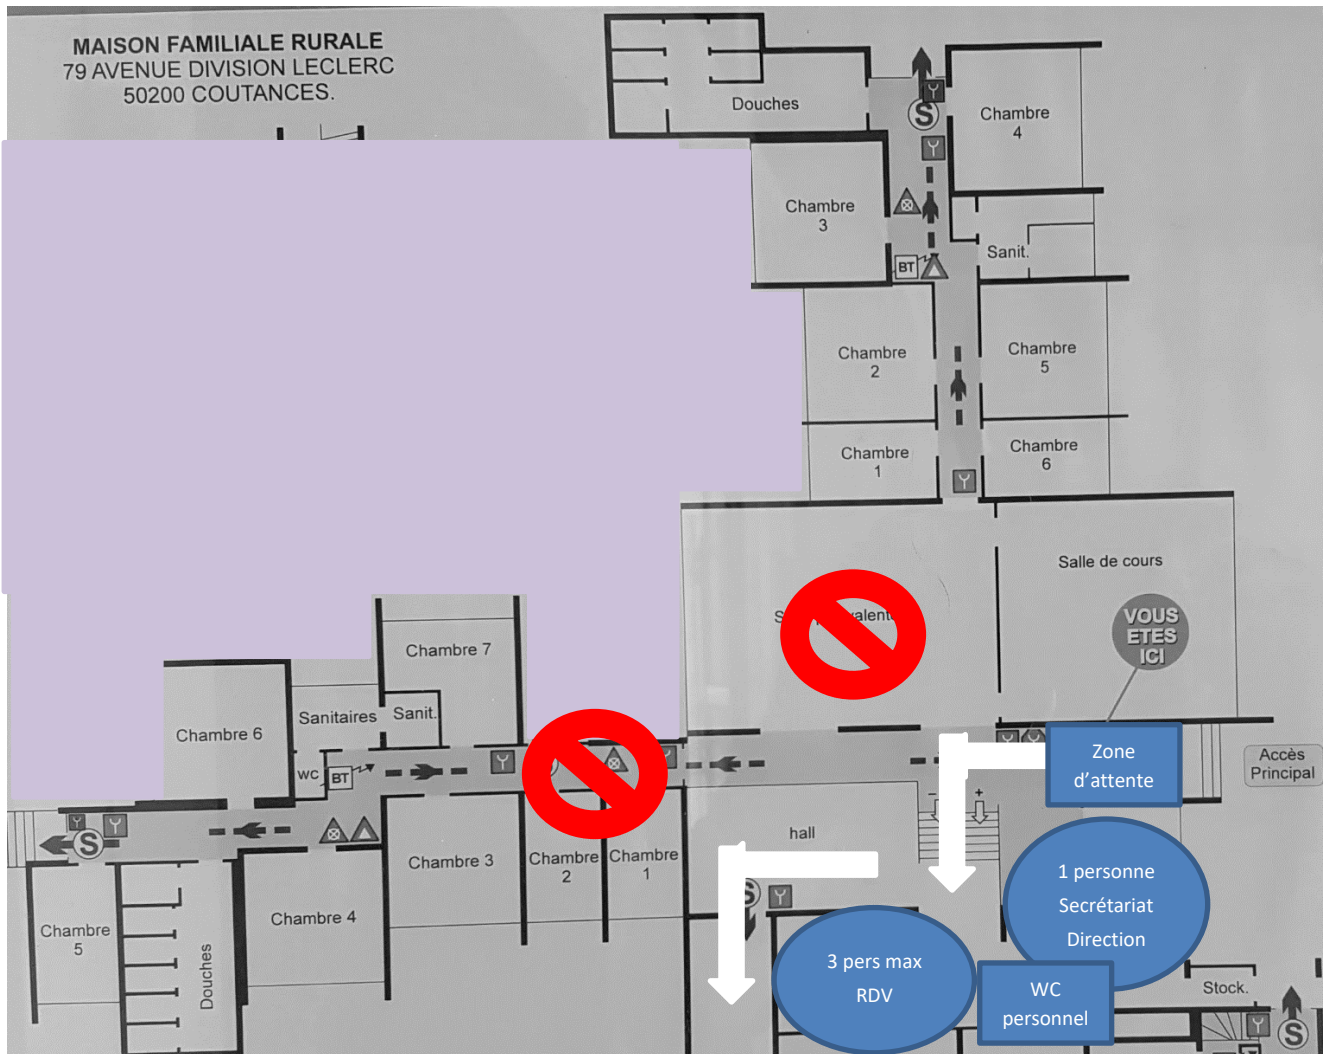 MAISON FAMILIALE RURALE
79 AVENUE DIVISION LECLERC
50200 COUTANCES.
Douches
Chambre
4
Chambre
3
Sanit.
BT
Chambre
2
Chambre
5
Chambre
1
Chambre
6
Salle de cours
VOUS
ETES
ICI
Chambre 7
Sanitaires
Sanit.
Chambre 6
wc
BT
Zone
d'attente
Accès
Principal
- +
hall
S
S
Chambre 3
Chambre
2
Chambre
1
Chambre 4
Chambre
5
Douches
S
1 personne
Secrétariat
Direction
3 pers max
RDV
WC
personnel
Stock.
S